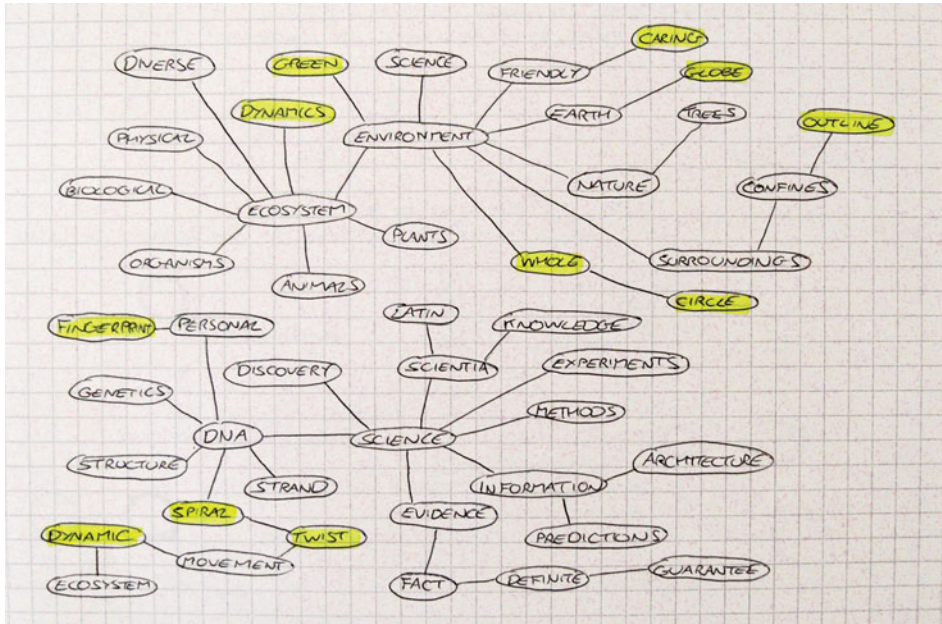 DIVERSE
GREEN
SCIENCE
FRIENDLY
CARING
GLOBE
DYNAMICS
EARTH
TREES
PHYSICAL
ENVIRONMENT
OUTLINE
BIOLOGICAL
NATURE
CONFINES
ECOSYSTEM
PLANTS
ORGANISMS
ANIMALS
WHOLE
SURROUNDINGS
CIRCLE
FINGERPRINT
PERSONAL
LATIN
KNOWLEDGE
DISCOVERY
SCIENTIA
EXPERIMENTS
GENETICS
METHODS
DNA
SCIENCE
STRUCTURE
STRAND
INFORMATION
ARCHITECTURE
SPIRAL
EVIDENCE
DYNAMIC
TWIST
PREDICTIONS
MOVEMENT
ECOSYSTEM
FACT
DEFINITE
GUARANTEE